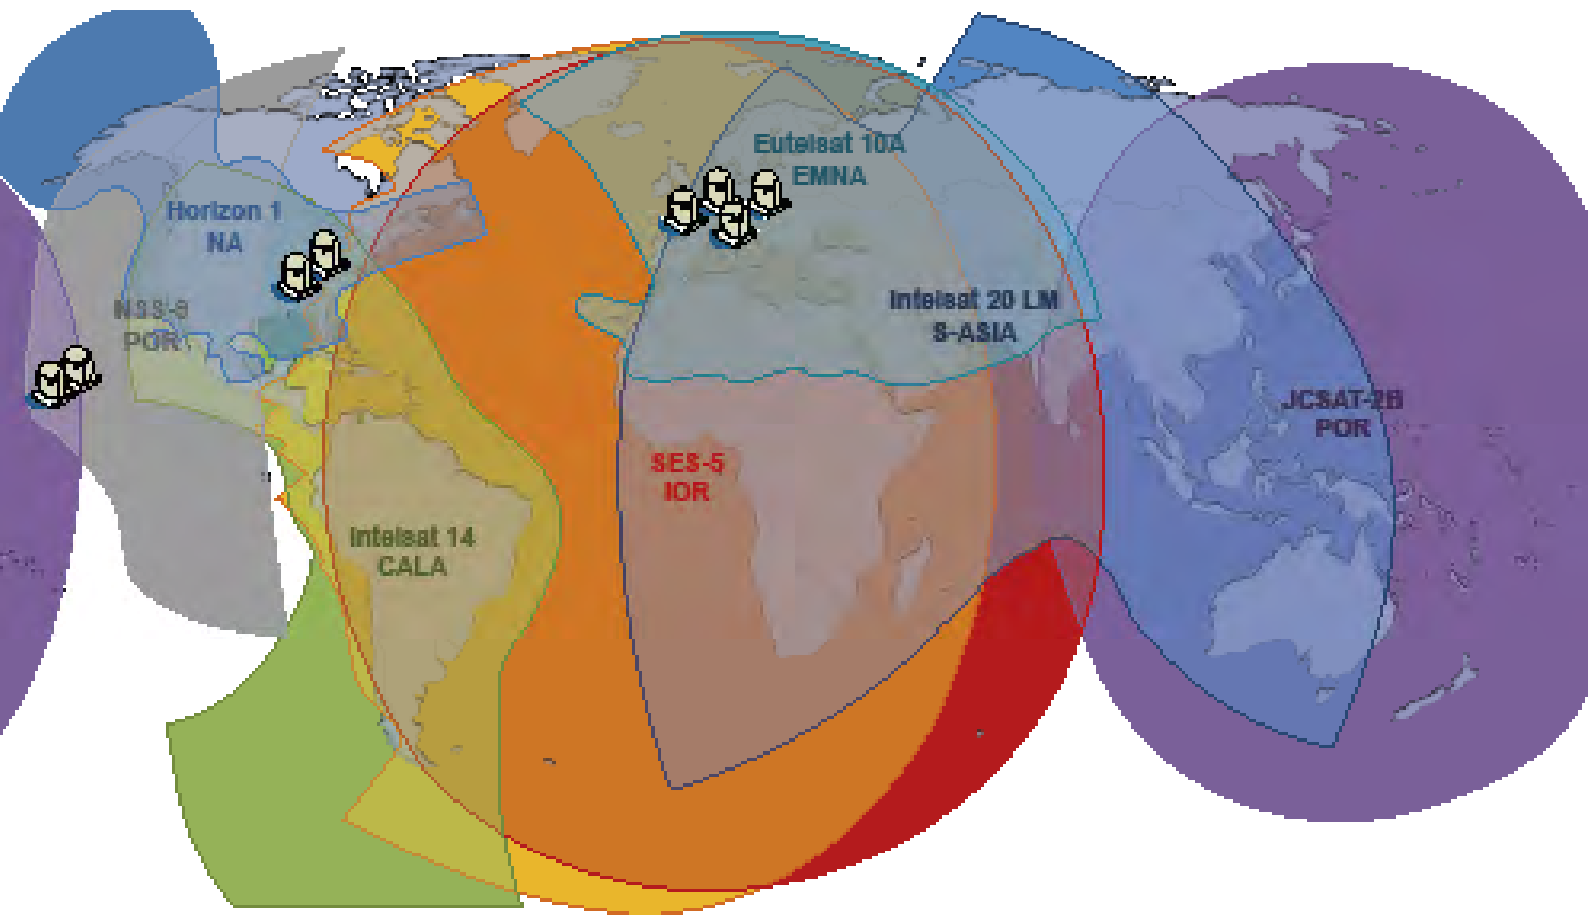 Eutelsat 10A
EMNA
Horizon 1
NA
NSS-6
POR
Intelsat 20 LM
S-ASIA
JCSAT-2B
POR
SES-5
IOR
Intelsat 14
CALA